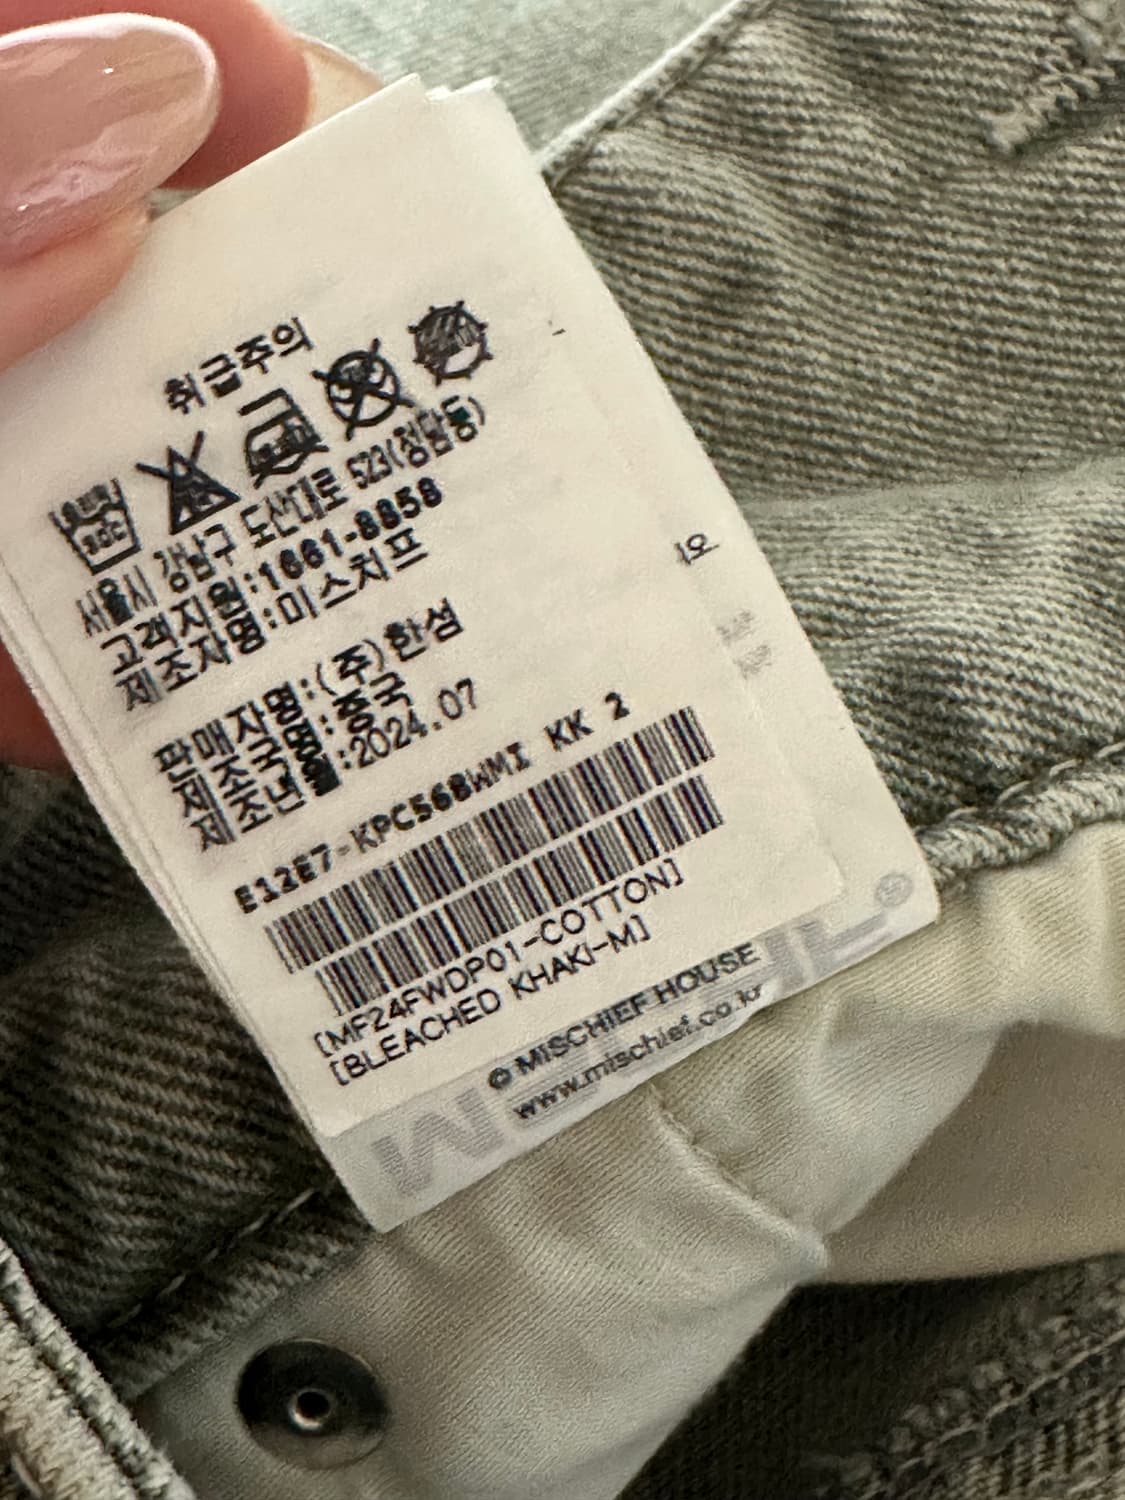 취급주의
30C
서울시 강남구 도산대로 523(청담동)
고객지원:1661-8858
제조자명:미스치프
판매자명:(주)한섬
제조국명:중국
제조년월:2024.07
E12E7-KPC56BWMI KK 2
[MF24FWDP01-COTTON]
[BLEACHED KHAKI-M]
© MISCHIEF HOUSE
www.mischief.co.kr